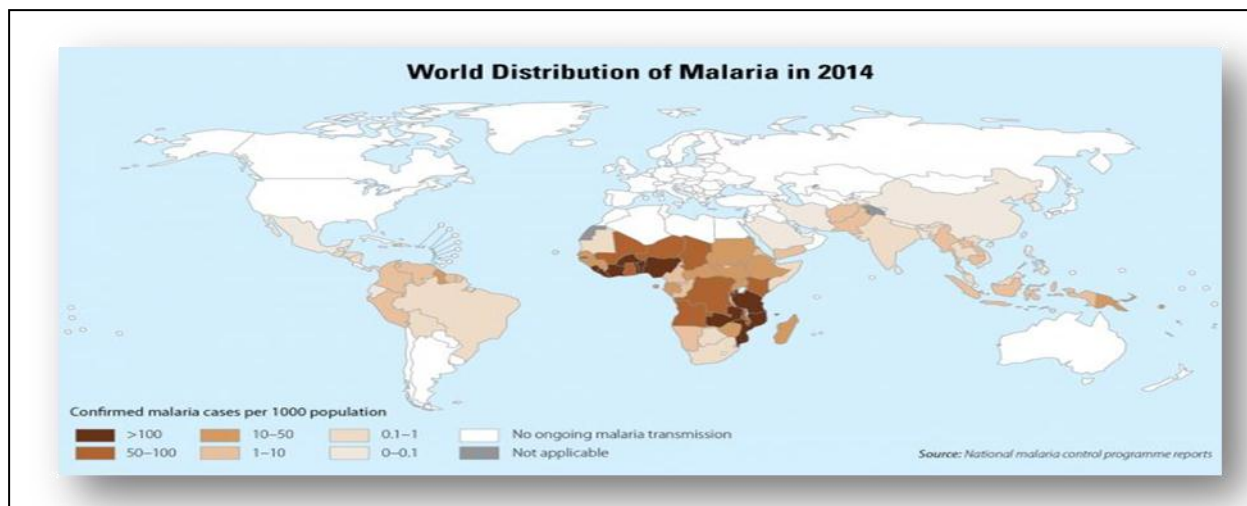 World Distribution of Malaria in 2014
Confirmed malaria cases per 1000 population
>100 10–50 0.1–1 No ongoing malaria transmission
50–100 1–10 0–0.1 Not applicable
Source: National malaria control programme reports